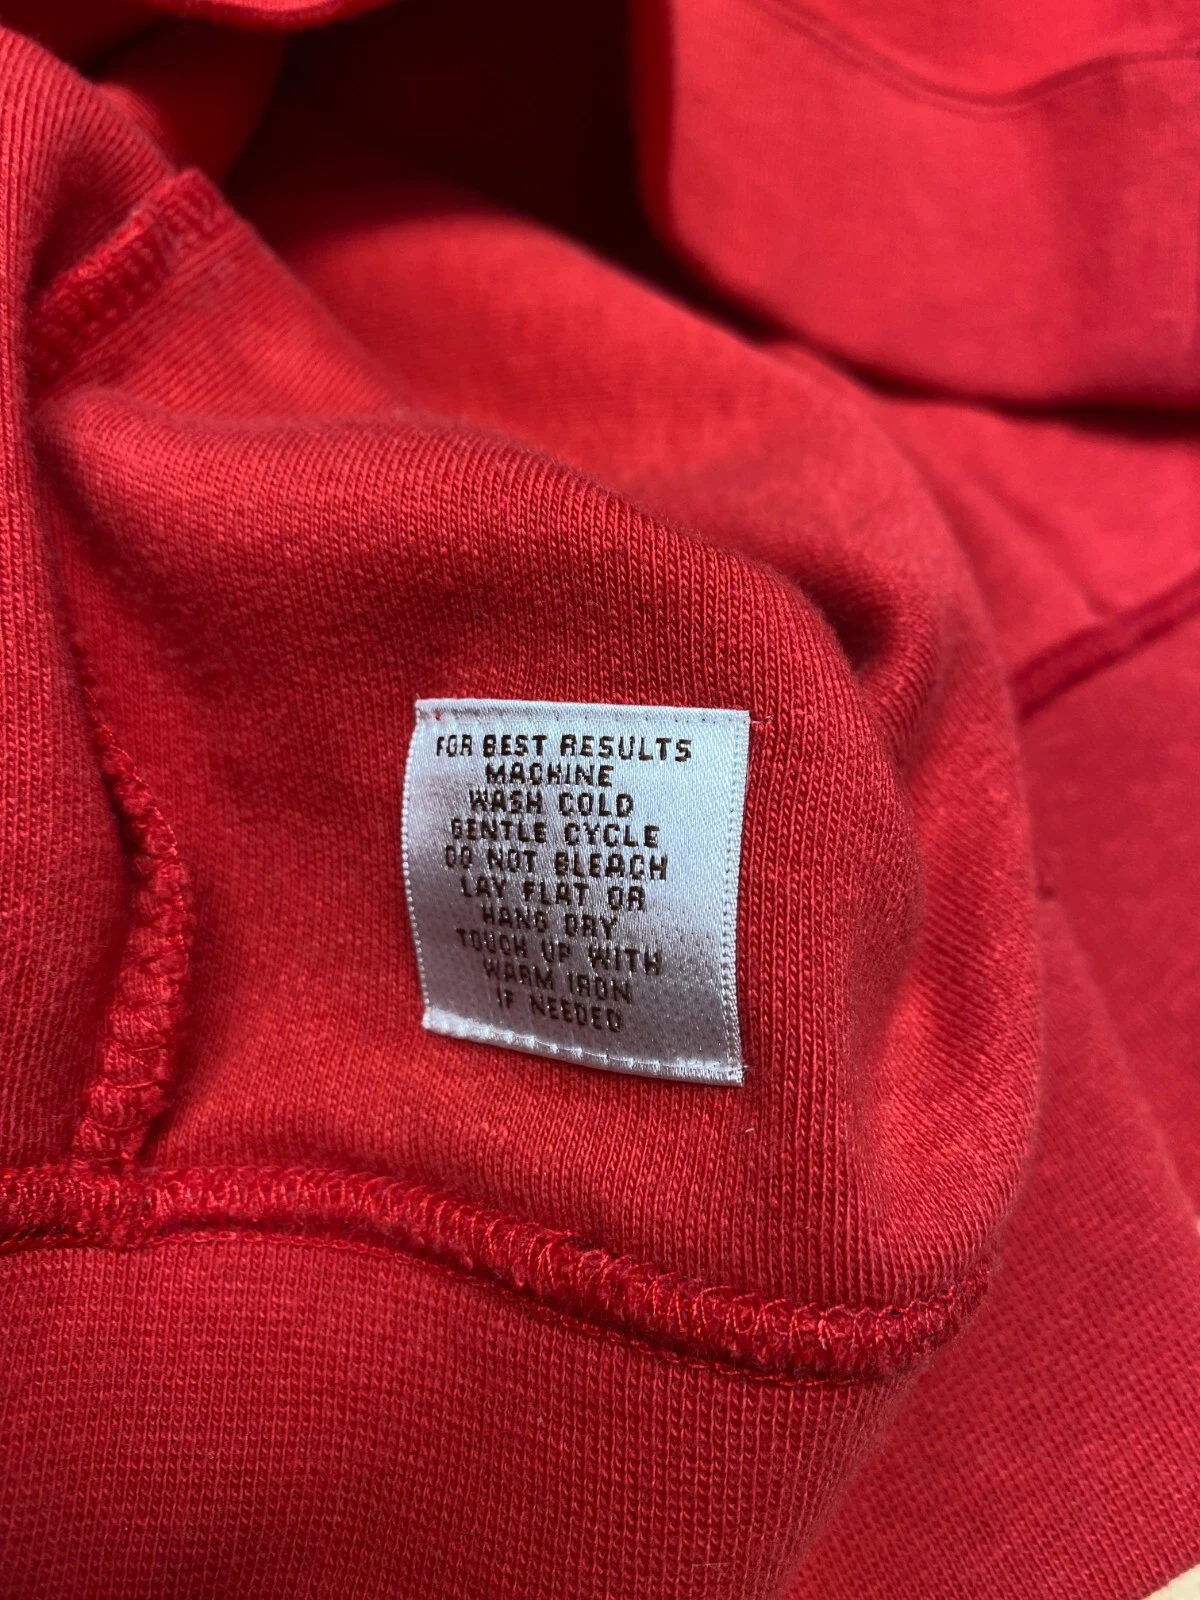 FOR BEST RESULTS
MACHINE
WASH COLD
GENTLE CYCLE
DO NOT BLEACH
LAY FLAT OR
HANG DRY
TOUCH UP WITH
WARM IRON
IF NEEDED